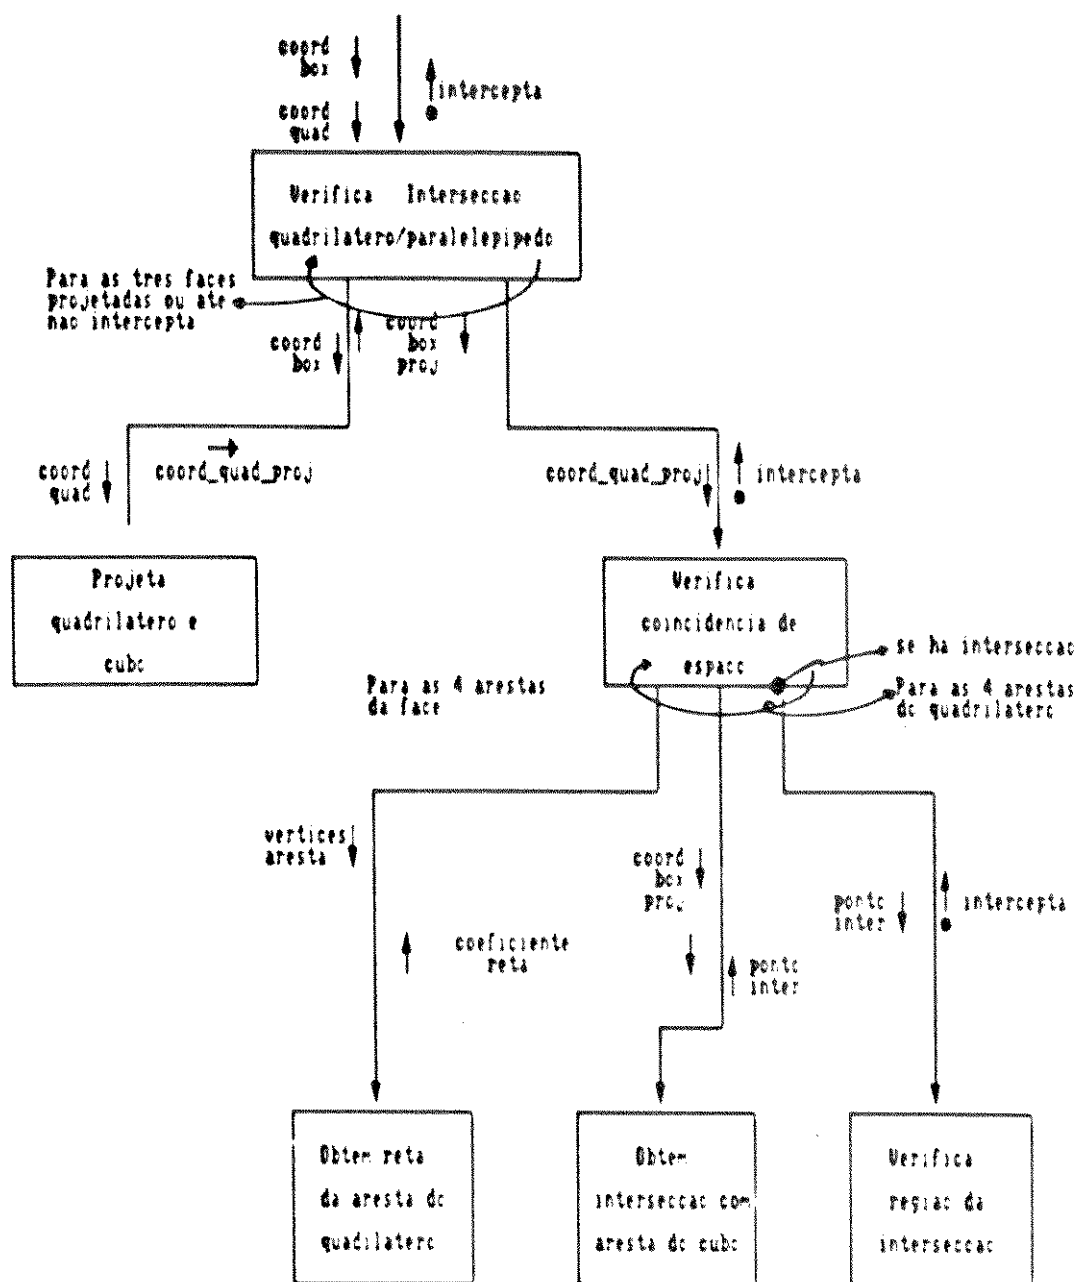 coord
box
intercepta
coord
quad
Verifica Interseccao
quadrilatero/paralelepipedo
Para as tres faces
projetadas ou ate
nao intercepta
coord
box
coord
box
proj
coord
quad
coord_quad_proj
coord_quad_proj
intercepta
Projeta
quadrilatero e
cubo
Verifica
coincidencia de
espaco
se ha interseccao
Para as 4 arestas
da face
Para as 4 arestas
do quadrilatero
vertices
aresta
coord
box
proj
ponto
inter
intercepta
coeficiente
reta
ponto
inter
Obtem reta
da aresta do
quadilatero
Obtem
interseccao com
aresta do cubo
Verifica
regiao da
interseccao